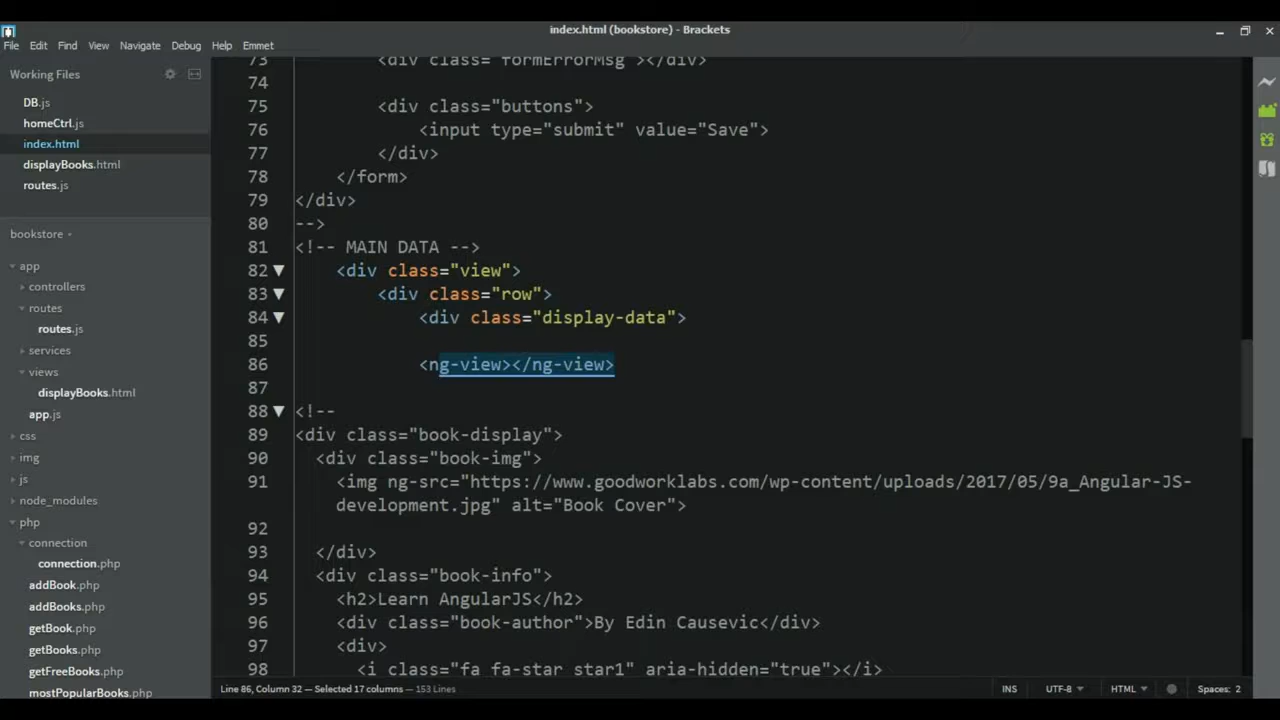 index.html (bookstore) - Brackets
File Edit Find View Navigate Debug Help Emmet
Working Files
DB.js
homeCtrl.js
index.html
displayBooks.html
routes.js
bookstore
app
controllers
routes
routes.js
services
views
displayBooks.html
app.js
css
img
js
node_modules
php
connection
connection.php
addBook.php
addBooks.php
getBook.php
getBooks.php
getFreeBooks.php
mostPopularBooks.php
73 <div class="formErrorMsg"></div>
74
75 <div class="buttons">
76 <input type="submit" value="Save">
77 </div>
78 </form>
79 </div>
80 -->
81 <!-- MAIN DATA -->
82 <div class="view">
83 <div class="row">
84 <div class="display-data">
85
86 <ng-view></ng-view>
87
88 <!--
89 <div class="book-display">
90 <div class="book-img">
91 <img ng-src="https://www.goodworklabs.com/wp-content/uploads/2017/05/9a_Angular-JS-
development.jpg" alt="Book Cover">
92
93 </div>
94 <div class="book-info">
95 <h2>Learn AngularJS</h2>
96 <div class="book-author">By Edin Causevic</div>
97 <div>
98 <i class="fa fa-star star1" aria-hidden="true"></i>
Line 86, Column 32 — Selected 17 columns — 153 Lines
INS UTF-8 HTML Spaces: 2